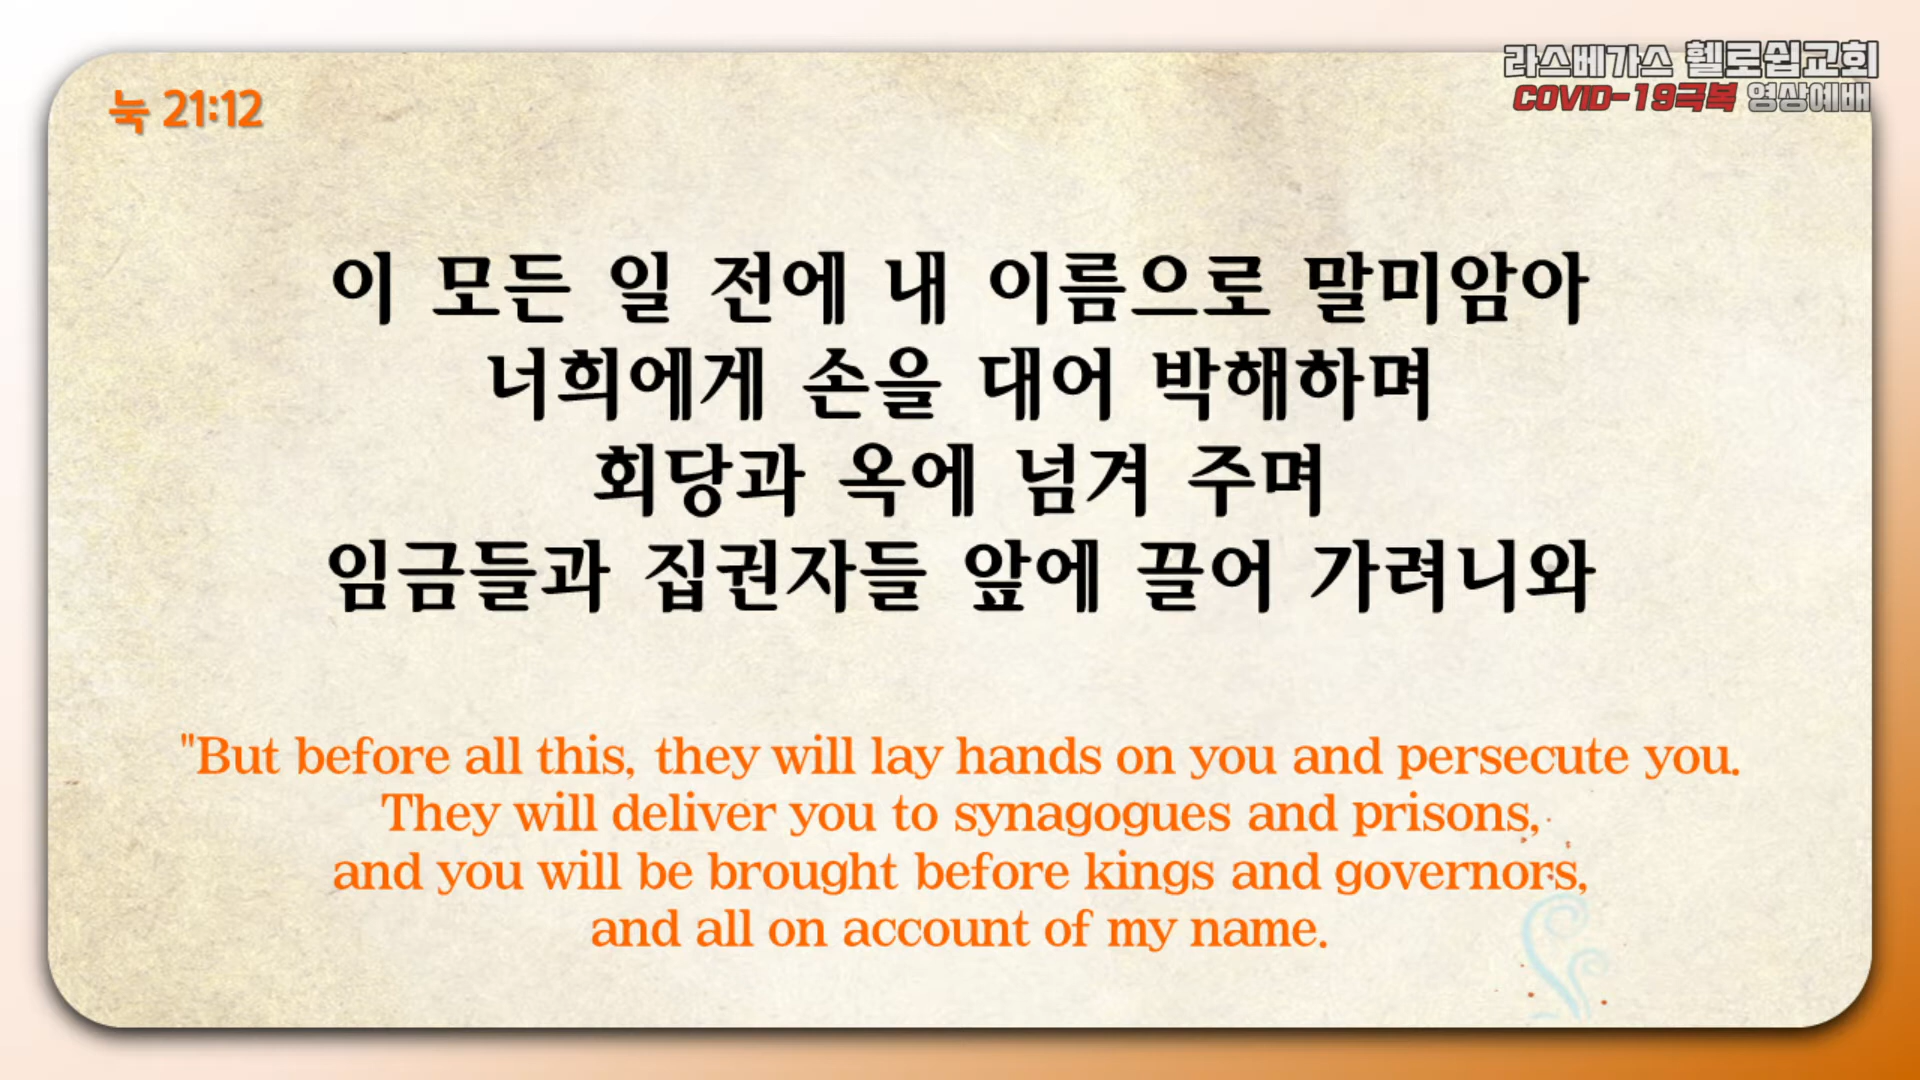 눅 21:12
라스베가스 휄로쉽교회
COVID-19극복 영상예배
이 모든 일 전에 내 이름으로 말미암아
너희에게 손을 대어 박해하며
회당과 옥에 넘겨 주며
임금들과 집권자들 앞에 끌어 가려니와
"But before all this, they will lay hands on you and persecute you.
They will deliver you to synagogues and prisons,
and you will be brought before kings and governors,
and all on account of my name.